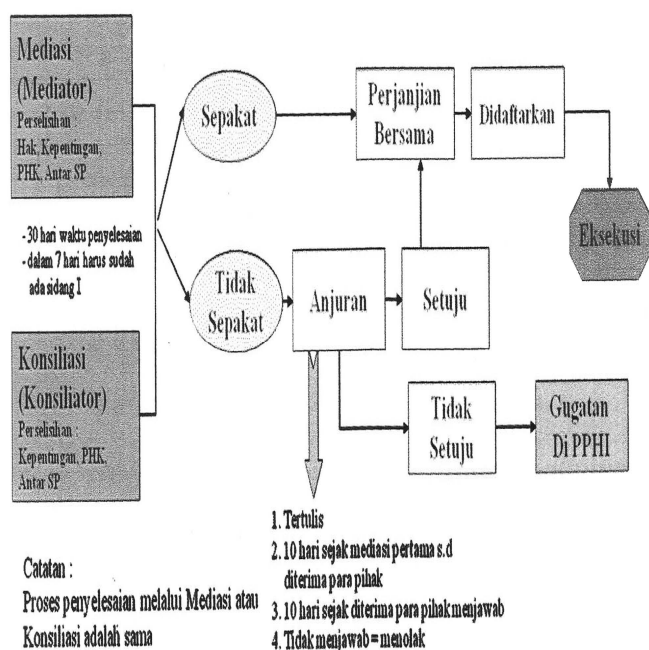 Mediasi
(Mediator)
Perselisihan :
Hak, Kepentingan,
PHK, Antar SP
- 30 hari waktu penyelesaian
- dalam 7 hari harus sudah
ada sidang I
Konsiliasi
(Konsiliator)
Perselisihan :
Kepentingan, PHK,
Antar SP
Sepakat
Perjanjian
Bersama
Didaftarkan
Eksekusi
Tidak
Sepakat
Anjuran
Setuju
Tidak
Setuju
Gugatan
Di PPHI
1. Tertulis
2. 10 hari sejak mediasi pertama s.d
diterima para pihak
3. 10 hari sejak diterima para pihak menjawab
4. Tidak menjawab = menolak
Catatan :
Proses penyelesaian melalui Mediasi atau
Konsiliasi adalah sama